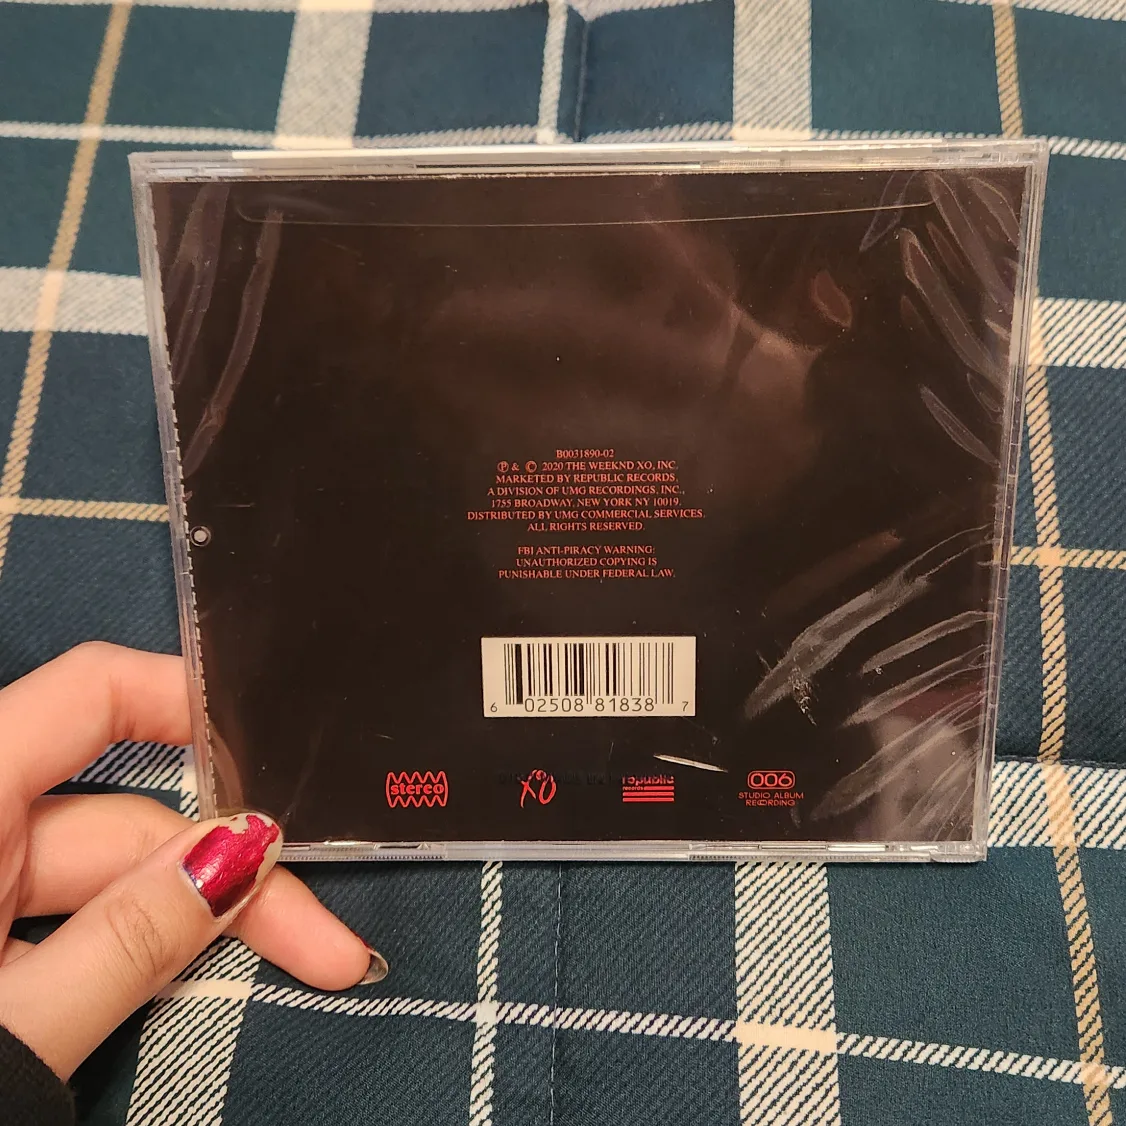 B0031890-02
Ⓟ & © 2020 THE WEEKND XO, INC.
MARKETED BY REPUBLIC RECORDS,
A DIVISION OF UMG RECORDINGS, INC.,
1755 BROADWAY, NEW YORK NY 10019.
DISTRIBUTED BY UMG COMMERCIAL SERVICES.
ALL RIGHTS RESERVED.
FBI ANTI-PIRACY WARNING:
UNAUTHORIZED COPYING IS
PUNISHABLE UNDER FEDERAL LAW.
6 02508 81838 7
stereo
XO
republic
records
006
STUDIO ALBUM
RECORDING